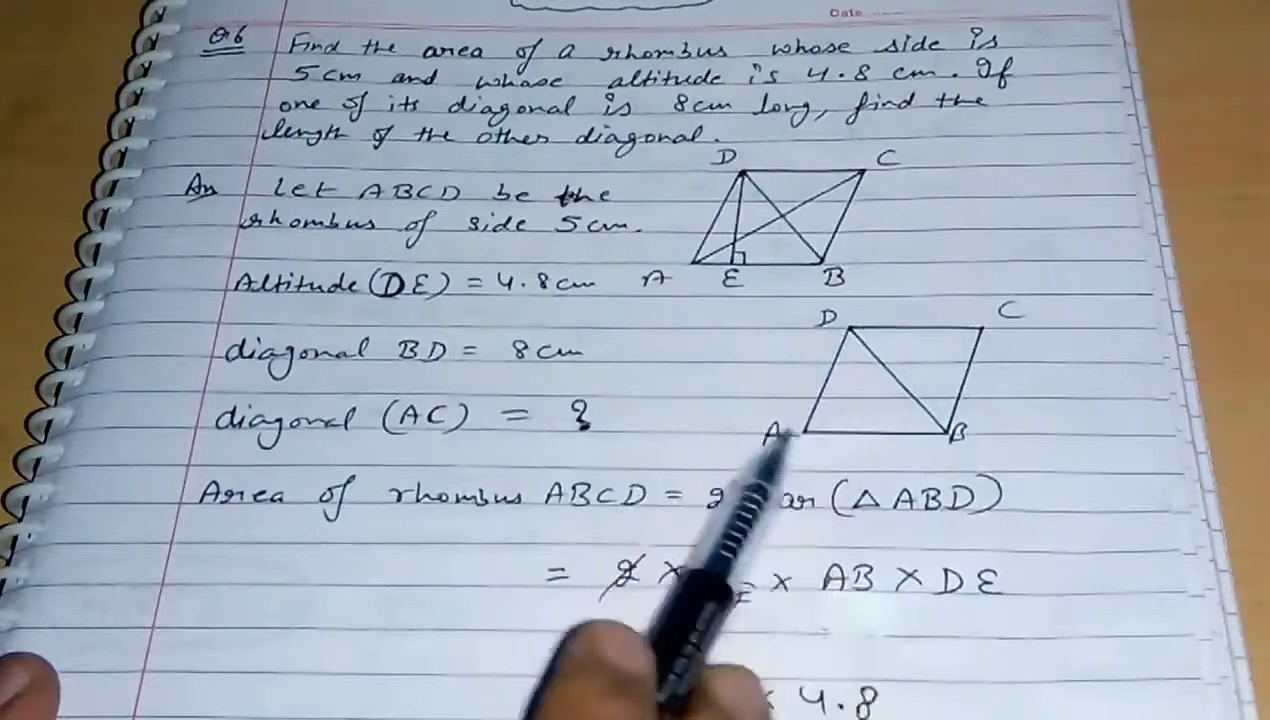 Date
Q6 Find the area of a rhombus whose side is
5cm and whose altitude is 4.8 cm. If
one of its diagonal is 8cm long, find the
length of the other diagonal.
An Let ABCD be the
rhombus of side 5cm.
D C
A E B
Altitude (DE) = 4.8cm
D C
diagonal BD = 8cm
diagonal (AC) = ?
A B
Area of rhombus ABCD = 2 ar (△ ABD)
= 2 × × AB × DE
× 4.8